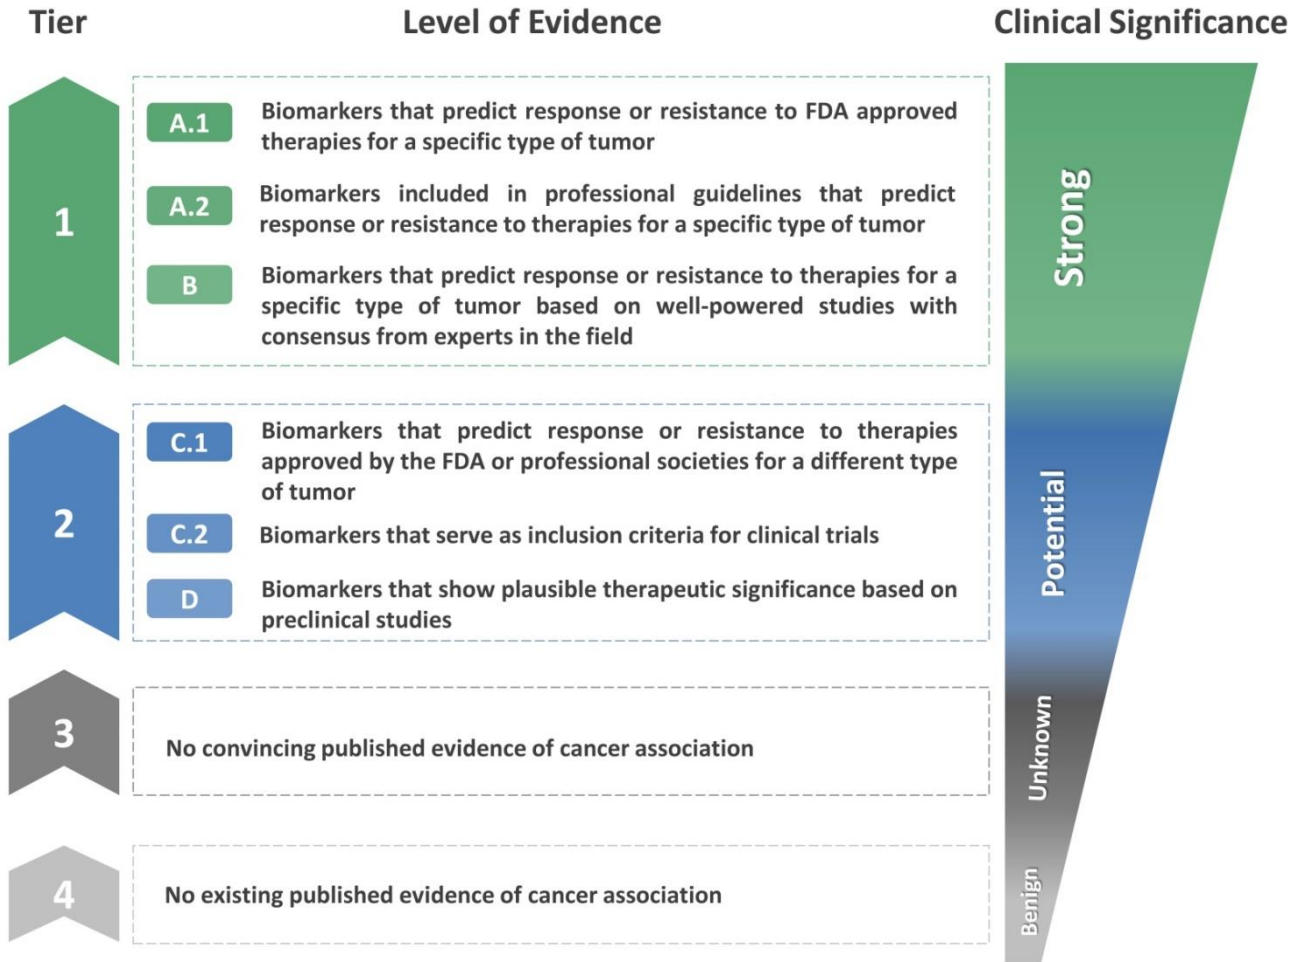 Tier
Level of Evidence
Clinical Significance
1
A.1
Biomarkers that predict response or resistance to FDA approved
therapies for a specific type of tumor
A.2
Biomarkers included in professional guidelines that predict
response or resistance to therapies for a specific type of tumor
B
Biomarkers that predict response or resistance to therapies for a
specific type of tumor based on well-powered studies with
consensus from experts in the field
Strong
2
C.1
Biomarkers that predict response or resistance to therapies
approved by the FDA or professional societies for a different type
of tumor
C.2
Biomarkers that serve as inclusion criteria for clinical trials
D
Biomarkers that show plausible therapeutic significance based on
preclinical studies
Potential
3
No convincing published evidence of cancer association
Unknown
4
No existing published evidence of cancer association
Benign